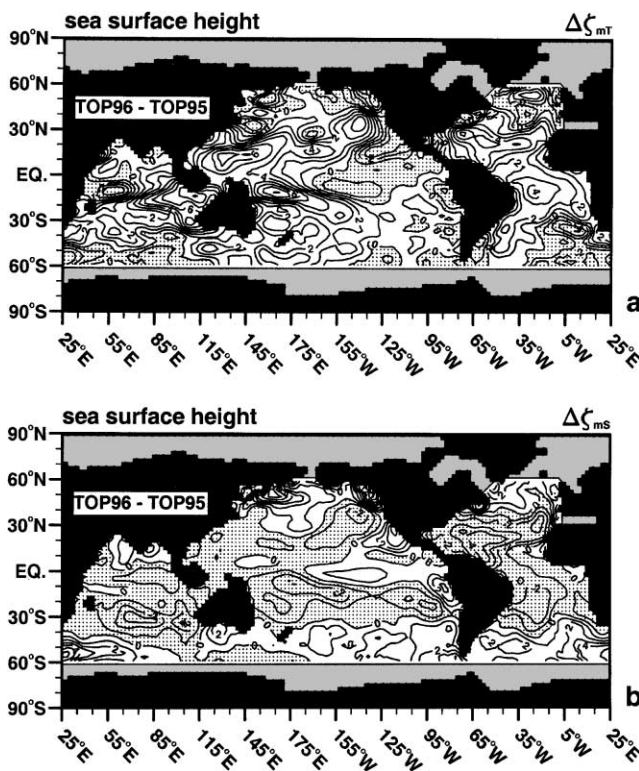 sea surface height ΔζmT
90°N
60°N
TOP96 - TOP95
30°N
EQ.
30°S
60°S
90°S
a
25°E 55°E 85°E 115°E 145°E 175°E 155°W 125°W 95°W 65°W 35°W 5°W 25°E
sea surface height ΔζmS
90°N
60°N
TOP96 - TOP95
30°N
EQ.
30°S
60°S
90°S
b
25°E 55°E 85°E 115°E 145°E 175°E 155°W 125°W 95°W 65°W 35°W 5°W 25°E